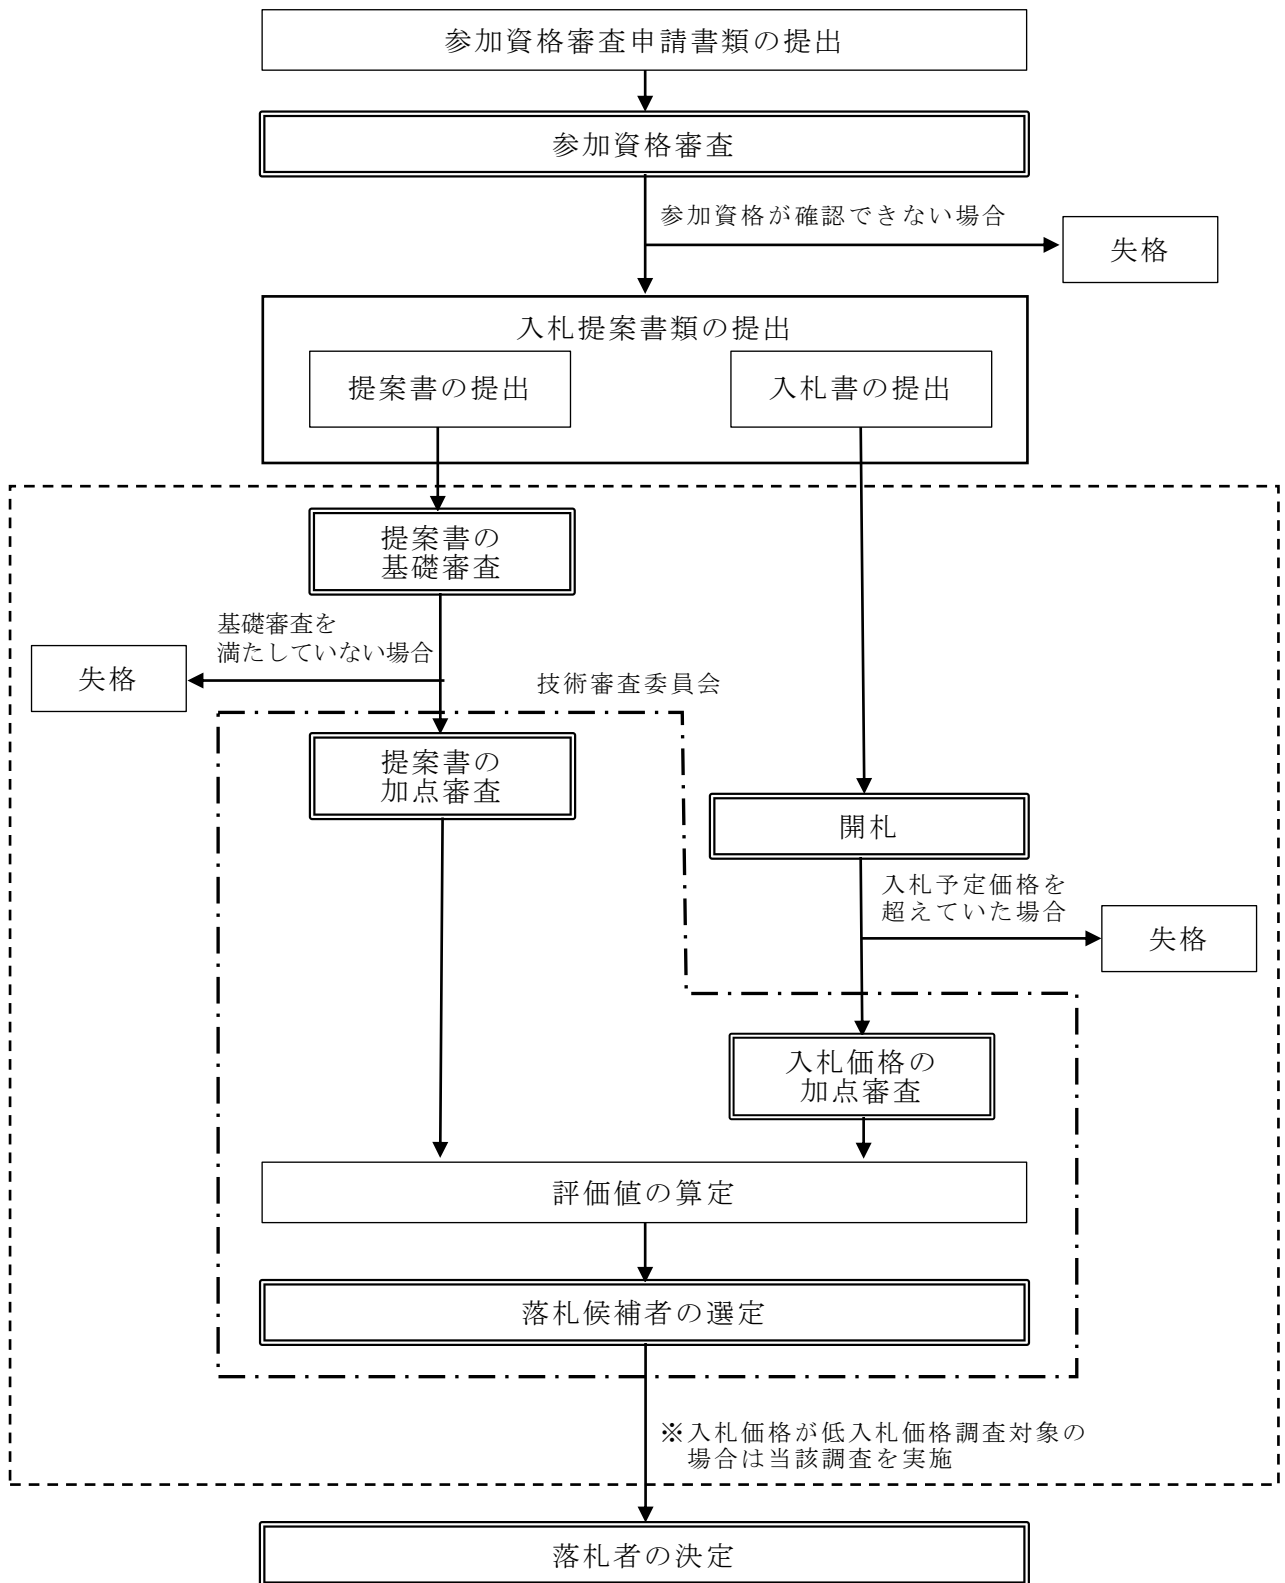 参加資格審査申請書類の提出
参加資格審査
参加資格が確認できない場合
失格
入札提案書類の提出
提案書の提出
入札書の提出
提案書の
基礎審査
基礎審査を
満たしていない場合
失格
技術審査委員会
提案書の
加点審査
開札
入札予定価格を
超えていた場合
失格
入札価格の
加点審査
評価値の算定
落札候補者の選定
※入札価格が低入札価格調査対象の
場合は当該調査を実施
落札者の決定